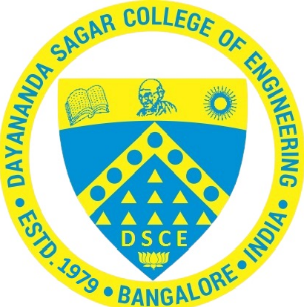 DAYANANDA SAGAR COLLEGE OF ENGINEERING
DSCE
• ESTD. 1979 • BANGALORE • INDIA •